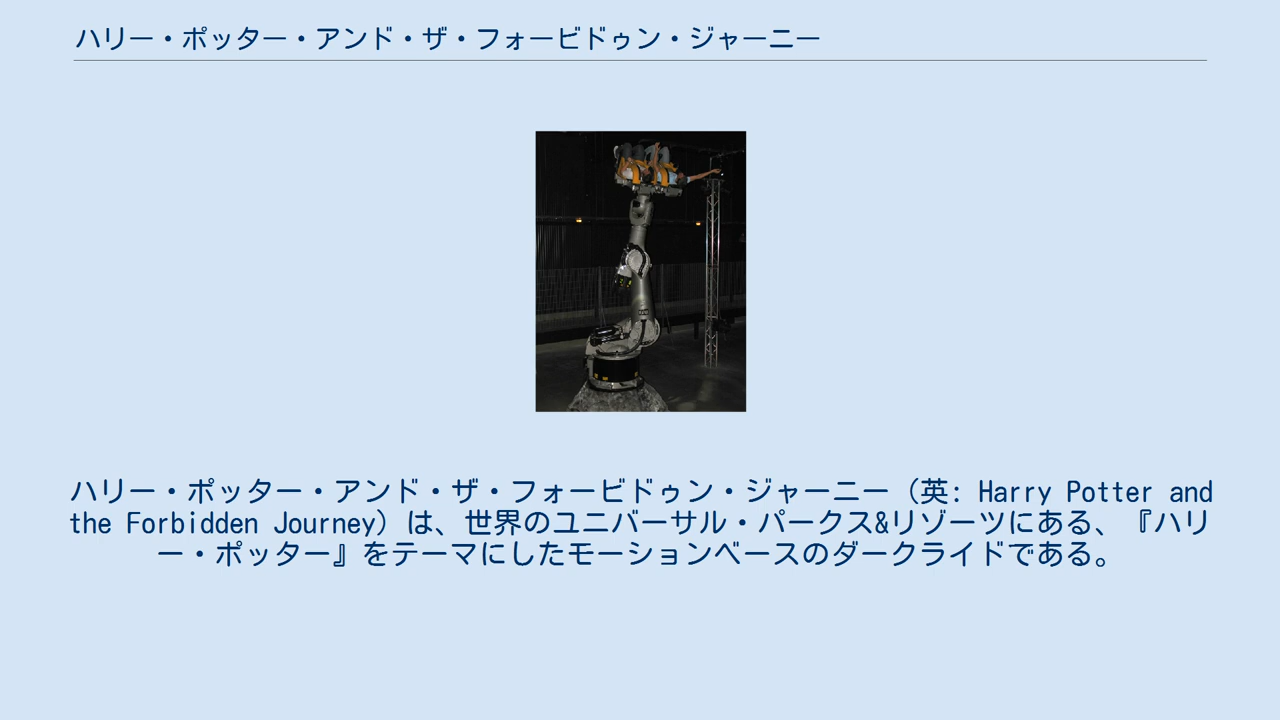 ハリー・ポッター・アンド・ザ・フォービドゥン・ジャーニー
ハリー・ポッター・アンド・ザ・フォービドゥン・ジャーニー（英: Harry Potter and
the Forbidden Journey）は、世界のユニバーサル・パークス&リゾーツにある、『ハリ
ー・ポッター』をテーマにしたモーションベースのダークライドである。